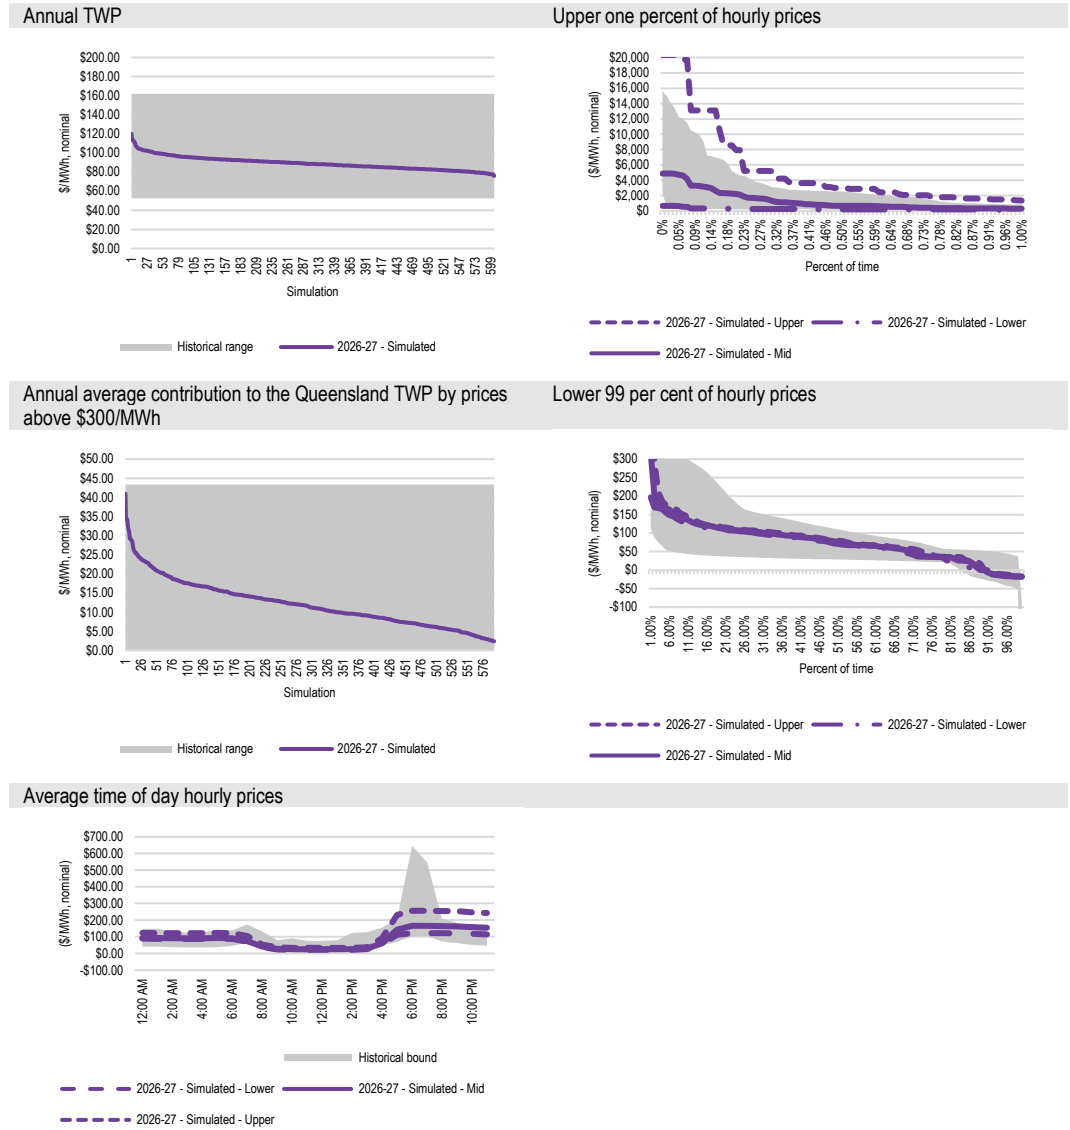 Annual TWP
$/MWh, nominal
$200.00
$180.00
$160.00
$140.00
$120.00
$100.00
$80.00
$60.00
$40.00
$20.00
$0.00
1 27 53 79 105 131 157 183 209 235 261 287 313 339 365 391 417 443 469 495 521 547 573 599
Simulation
Historical range 2026-27 - Simulated
Upper one percent of hourly prices
($/MWh, nominal)
$20,000
$18,000
$16,000
$14,000
$12,000
$10,000
$8,000
$6,000
$4,000
$2,000
$0
0% 0.05% 0.09% 0.14% 0.18% 0.23% 0.27% 0.32% 0.37% 0.41% 0.46% 0.50% 0.55% 0.59% 0.64% 0.68% 0.73% 0.78% 0.82% 0.87% 0.91% 0.96% 1.00%
Percent of time
2026-27 - Simulated - Upper 2026-27 - Simulated - Lower
2026-27 - Simulated - Mid
Annual average contribution to the Queensland TWP by prices
above $300/MWh
$/MWh, nominal
$50.00
$45.00
$40.00
$35.00
$30.00
$25.00
$20.00
$15.00
$10.00
$5.00
$0.00
1 26 51 76 101 126 151 176 201 226 251 276 301 326 351 376 401 426 451 476 501 526 551 576
Simulation
Historical range 2026-27 - Simulated
Lower 99 per cent of hourly prices
($/MWh, nominal)
$300
$250
$200
$150
$100
$50
$0
-$50
-$100
1.00% 6.00% 11.00% 16.00% 21.00% 26.00% 31.00% 36.00% 41.00% 46.00% 51.00% 56.00% 61.00% 66.00% 71.00% 76.00% 81.00% 86.00% 91.00% 96.00%
Percent of time
2026-27 - Simulated - Upper 2026-27 - Simulated - Lower
2026-27 - Simulated - Mid
Average time of day hourly prices
($/MWh, nominal)
$700.00
$600.00
$500.00
$400.00
$300.00
$200.00
$100.00
$0.00
-$100.00
12:00 AM 2:00 AM 4:00 AM 6:00 AM 8:00 AM 10:00 AM 12:00 PM 2:00 PM 4:00 PM 6:00 PM 8:00 PM 10:00 PM
Historical bound
2026-27 - Simulated - Lower 2026-27 - Simulated - Mid
2026-27 - Simulated - Upper